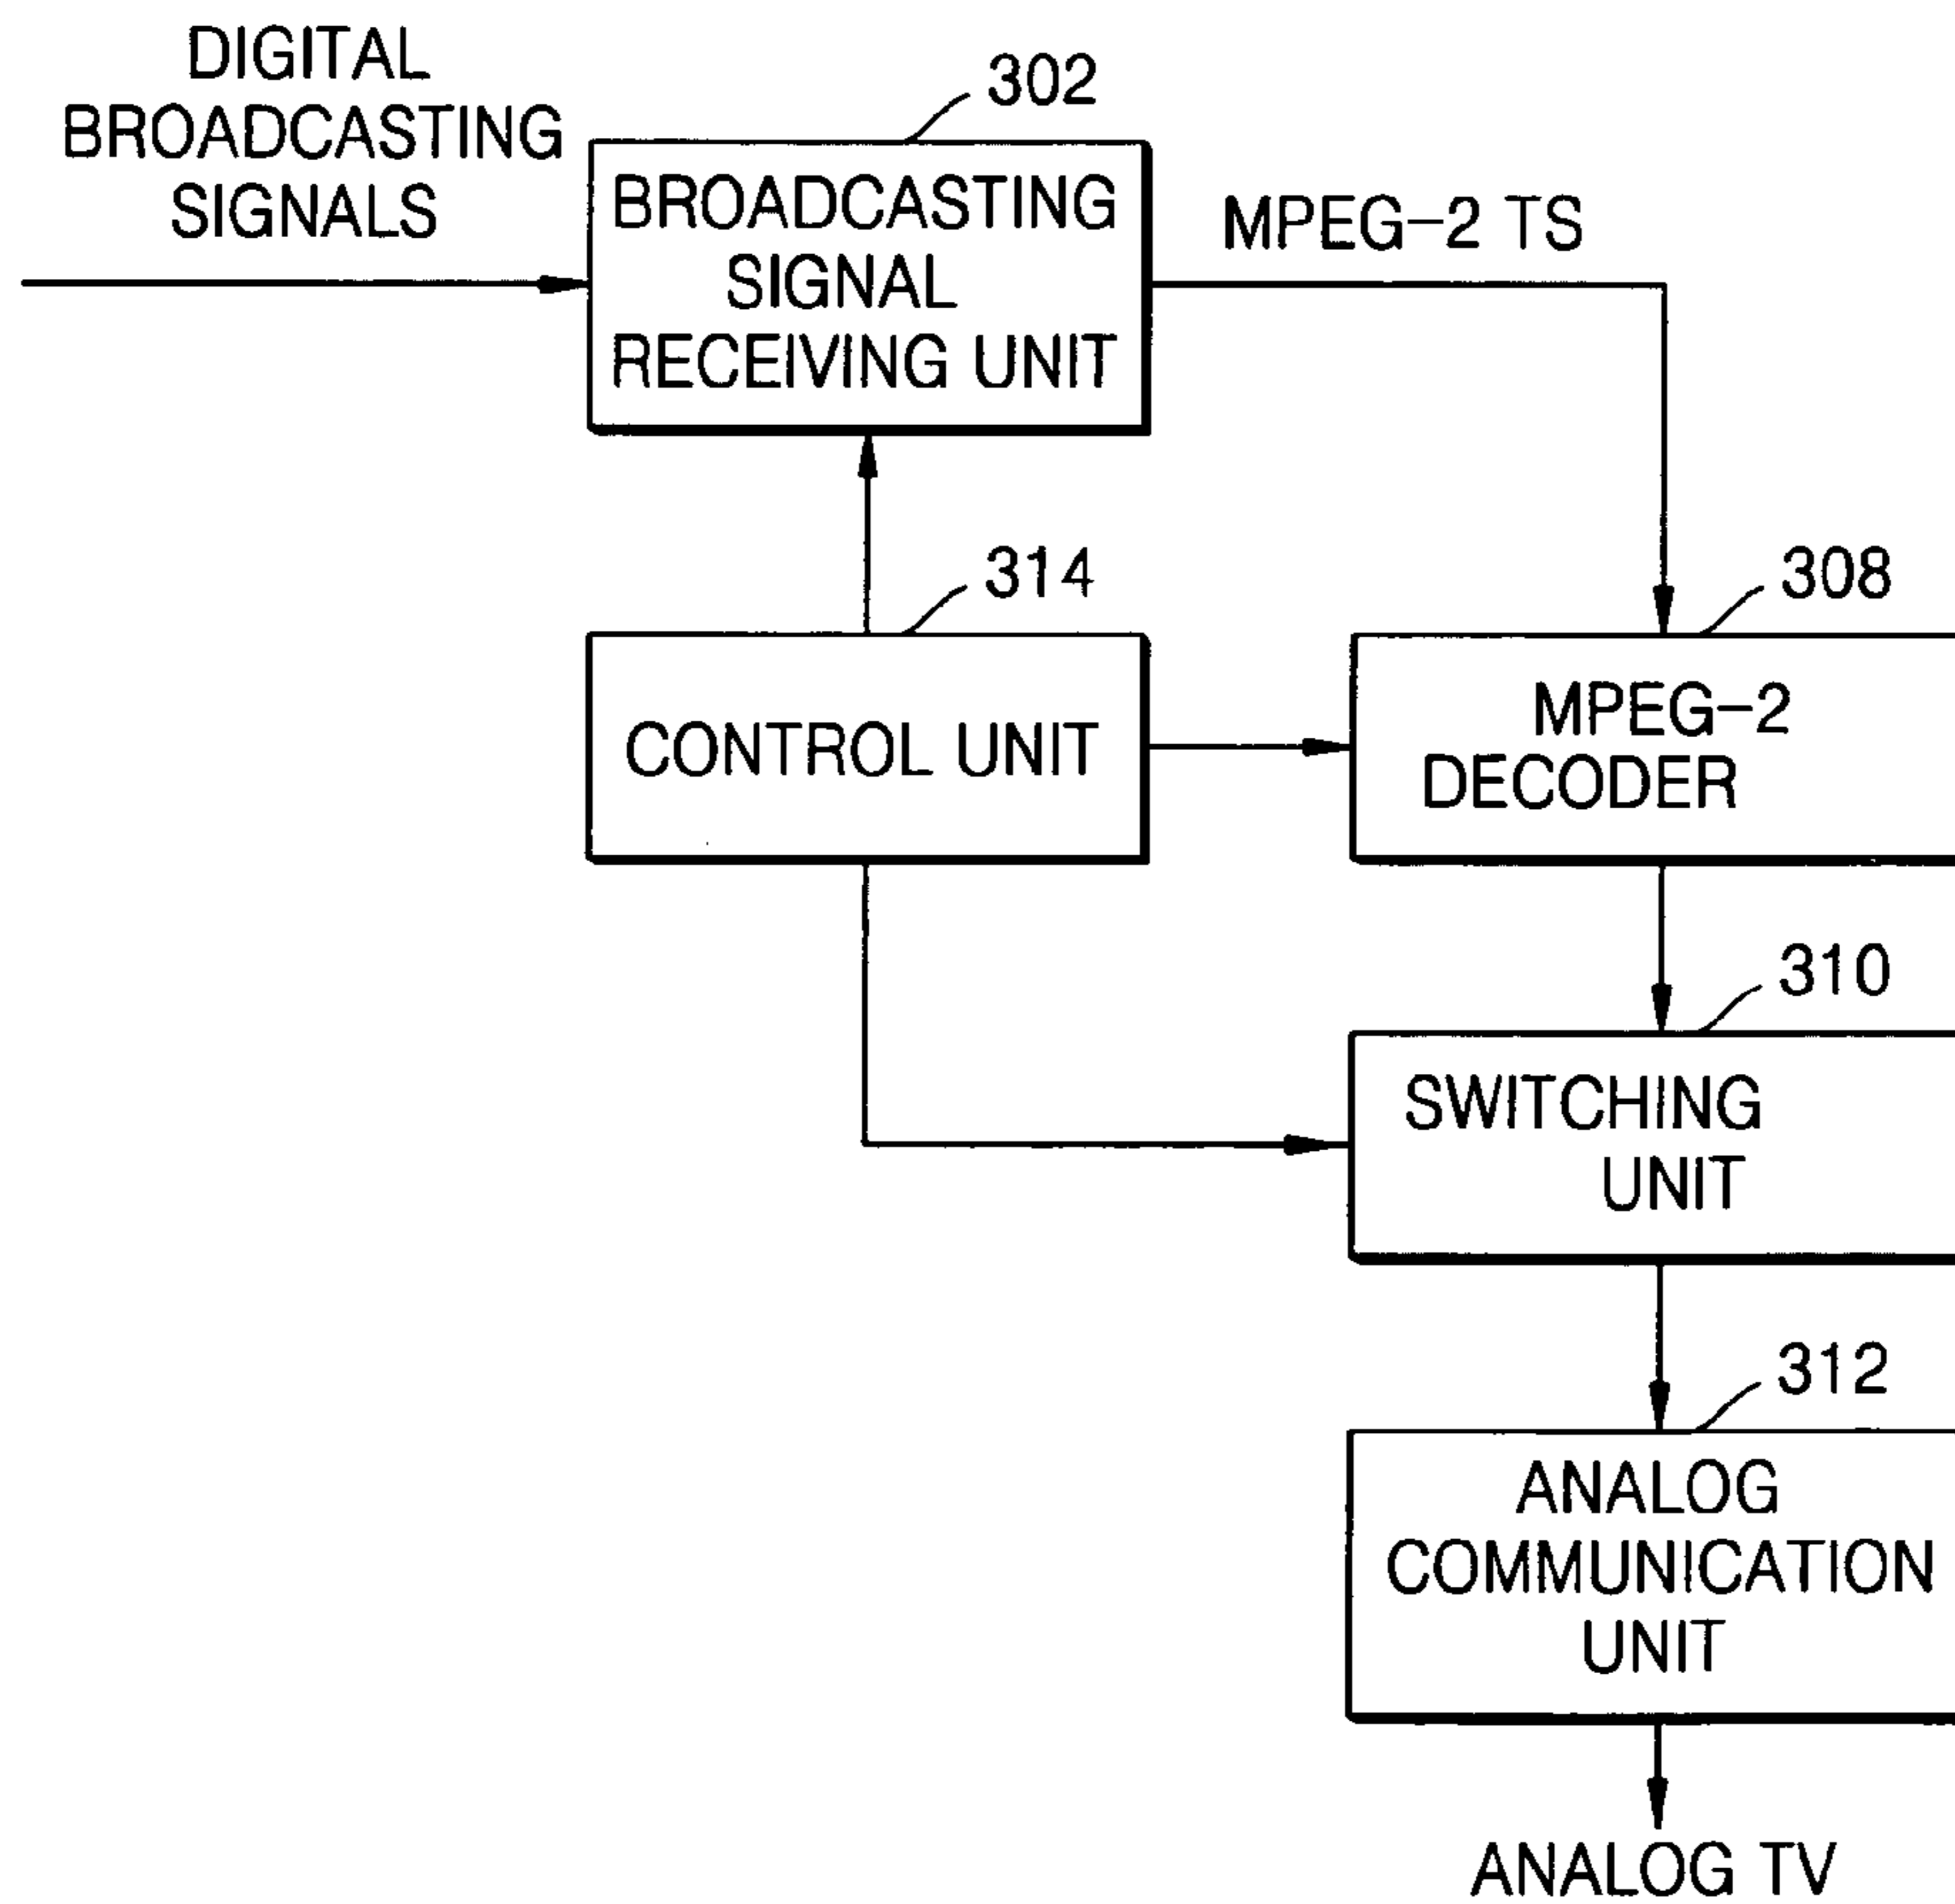 DIGITAL
BROADCASTING
SIGNALS
302
BROADCASTING
SIGNAL
RECEIVING UNIT
MPEG-2 TS
314
CONTROL UNIT
308
MPEG-2
DECODER
310
SWITCHING
UNIT
312
ANALOG
COMMUNICATION
UNIT
ANALOG TV